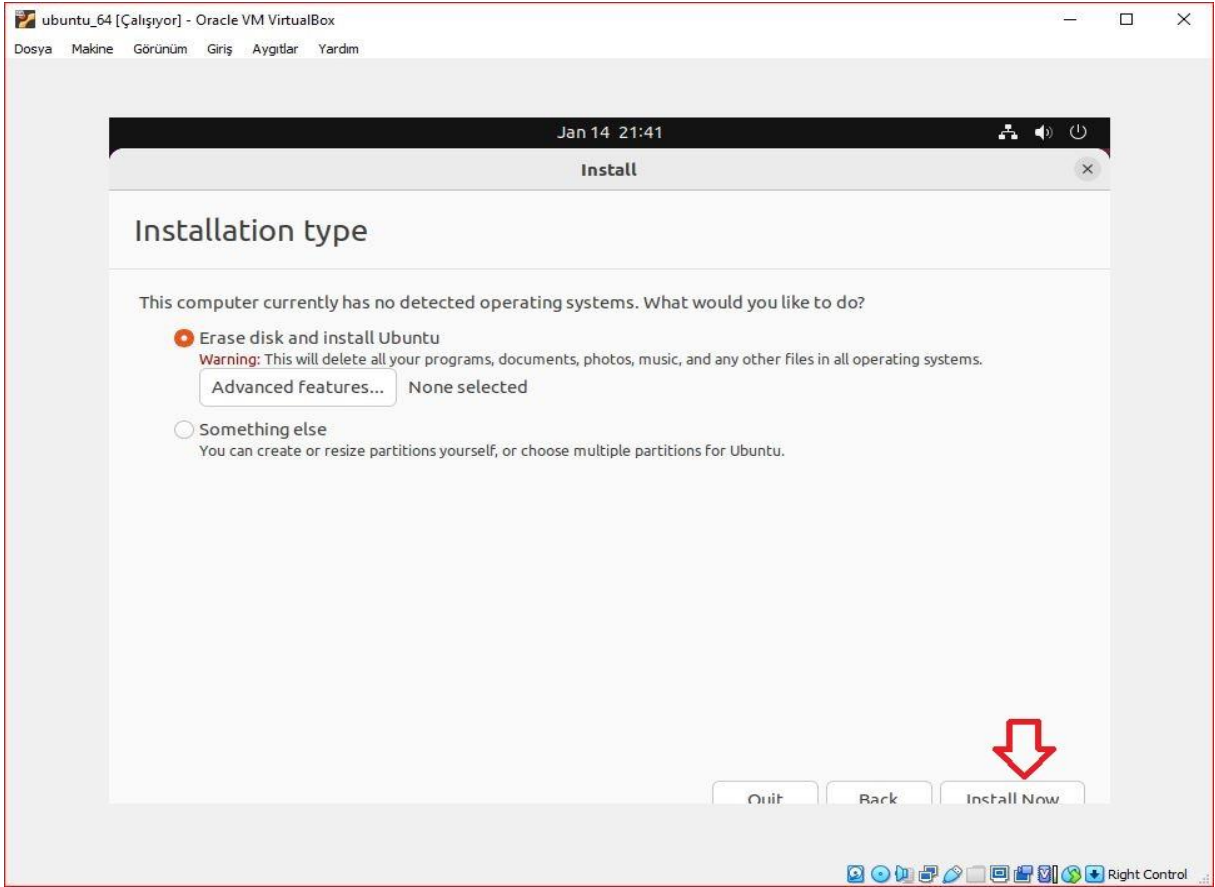 ubuntu_64 [Çalışıyor] - Oracle VM VirtualBox
Dosya Makine Görünüm Giriş Aygıtlar Yardım
Jan 14 21:41
Install
Installation type
This computer currently has no detected operating systems. What would you like to do?
Erase disk and install Ubuntu
Warning: This will delete all your programs, documents, photos, music, and any other files in all operating systems.
Advanced features... None selected
Something else
You can create or resize partitions yourself, or choose multiple partitions for Ubuntu.
Quit Back Install Now
Right Control